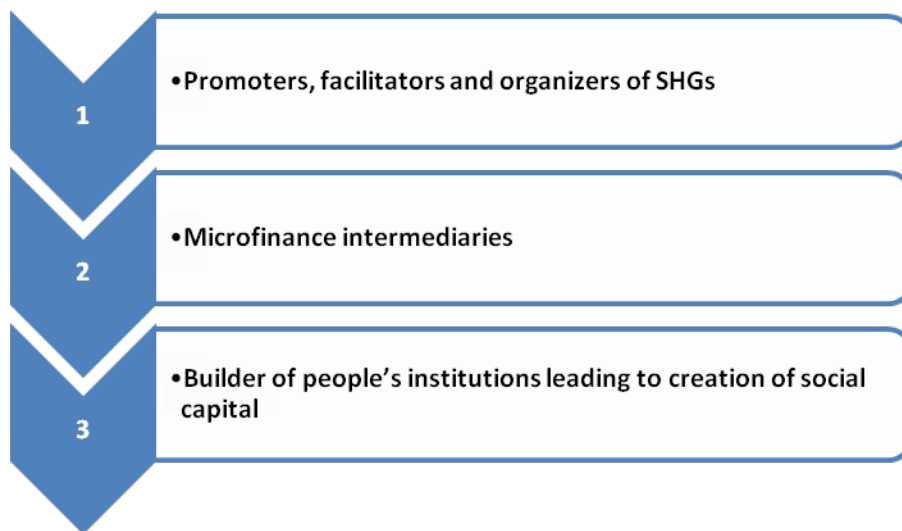 1
•Promoters, facilitators and organizers of SHGs
2
•Microfinance intermediaries
3
•Builder of people’s institutions leading to creation of social
capital